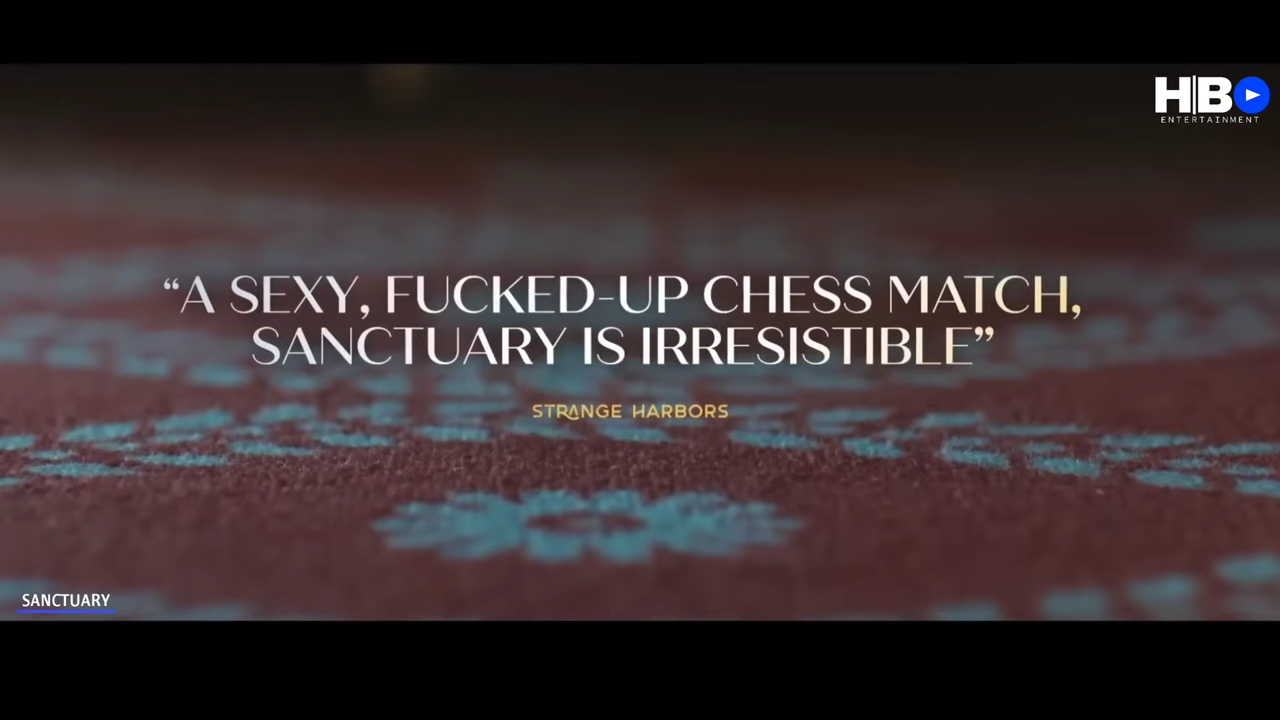 HBO
ENTERTAINMENT
“A SEXY, FUCKED-UP CHESS MATCH,
SANCTUARY IS IRRESISTIBLE”
STRANGE HARBORS
SANCTUARY